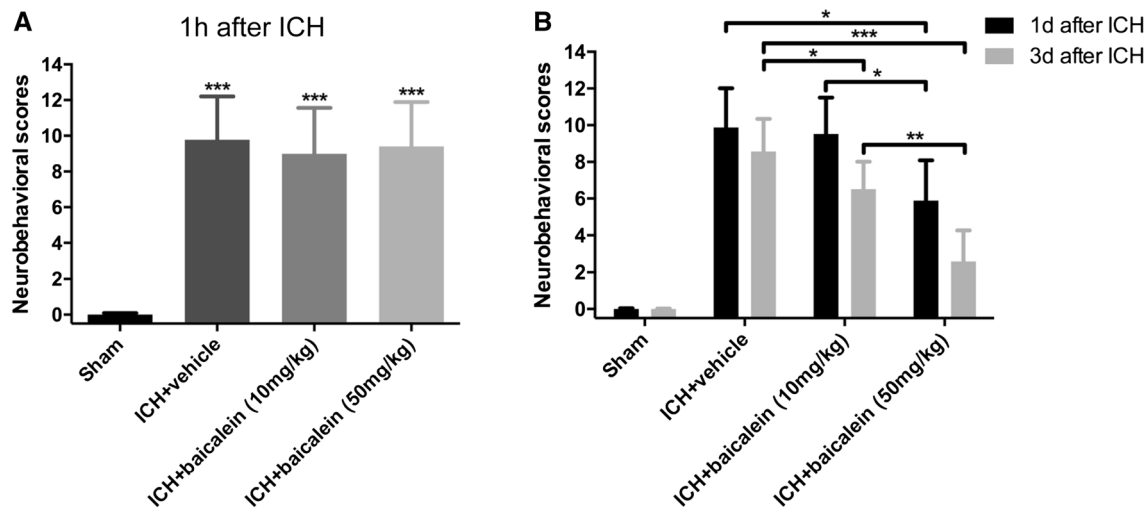 A
1h after ICH
Neurobehavioral scores
14
12
10
8
6
4
2
0
***
***
***
Sham
ICH+vehicle
ICH+baicalein (10mg/kg)
ICH+baicalein (50mg/kg)
B
1d after ICH
3d after ICH
Neurobehavioral scores
14
12
10
8
6
4
2
0
*
***
*
*
**
Sham
ICH+vehicle
ICH+baicalein (10mg/kg)
ICH+baicalein (50mg/kg)